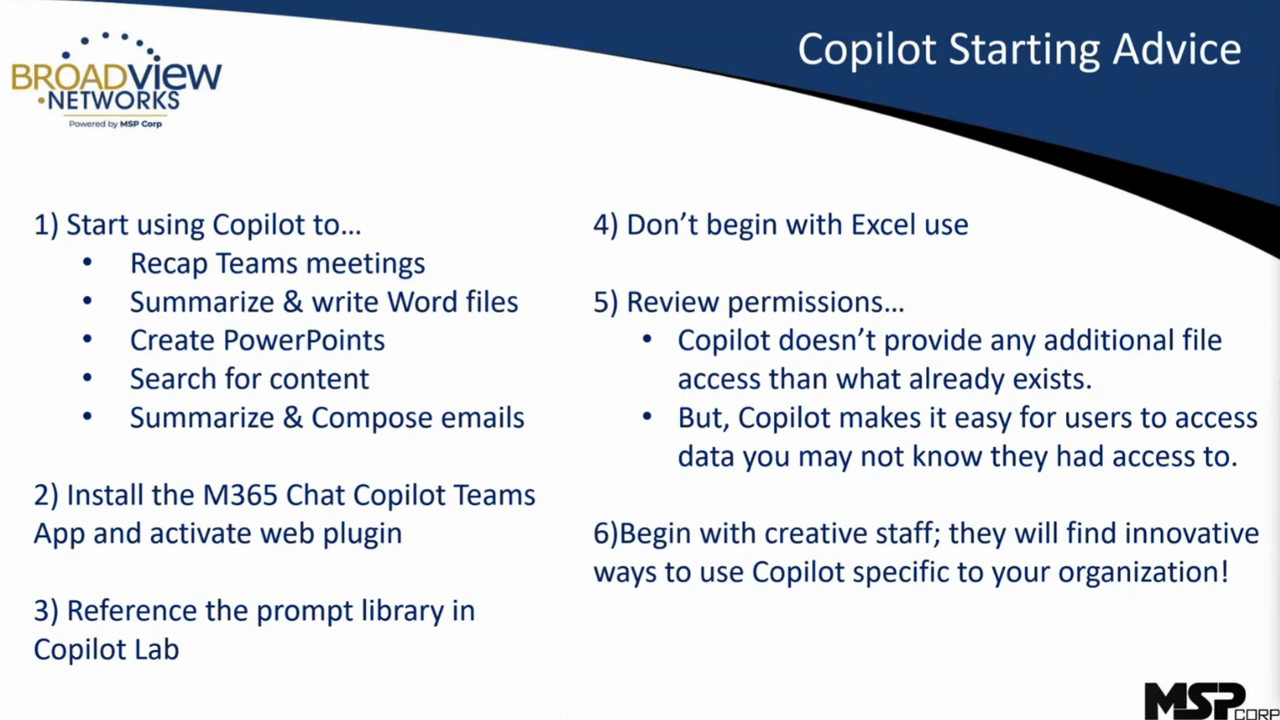 BROADVIEW
NETWORKS
Powered by MSP Corp
Copilot Starting Advice
1) Start using Copilot to...
• Recap Teams meetings
• Summarize & write Word files
• Create PowerPoints
• Search for content
• Summarize & Compose emails
2) Install the M365 Chat Copilot Teams
App and activate web plugin
3) Reference the prompt library in
Copilot Lab
4) Don’t begin with Excel use
5) Review permissions...
• Copilot doesn’t provide any additional file
access than what already exists.
• But, Copilot makes it easy for users to access
data you may not know they had access to.
6)Begin with creative staff; they will find innovative
ways to use Copilot specific to your organization!
MSP
CORP